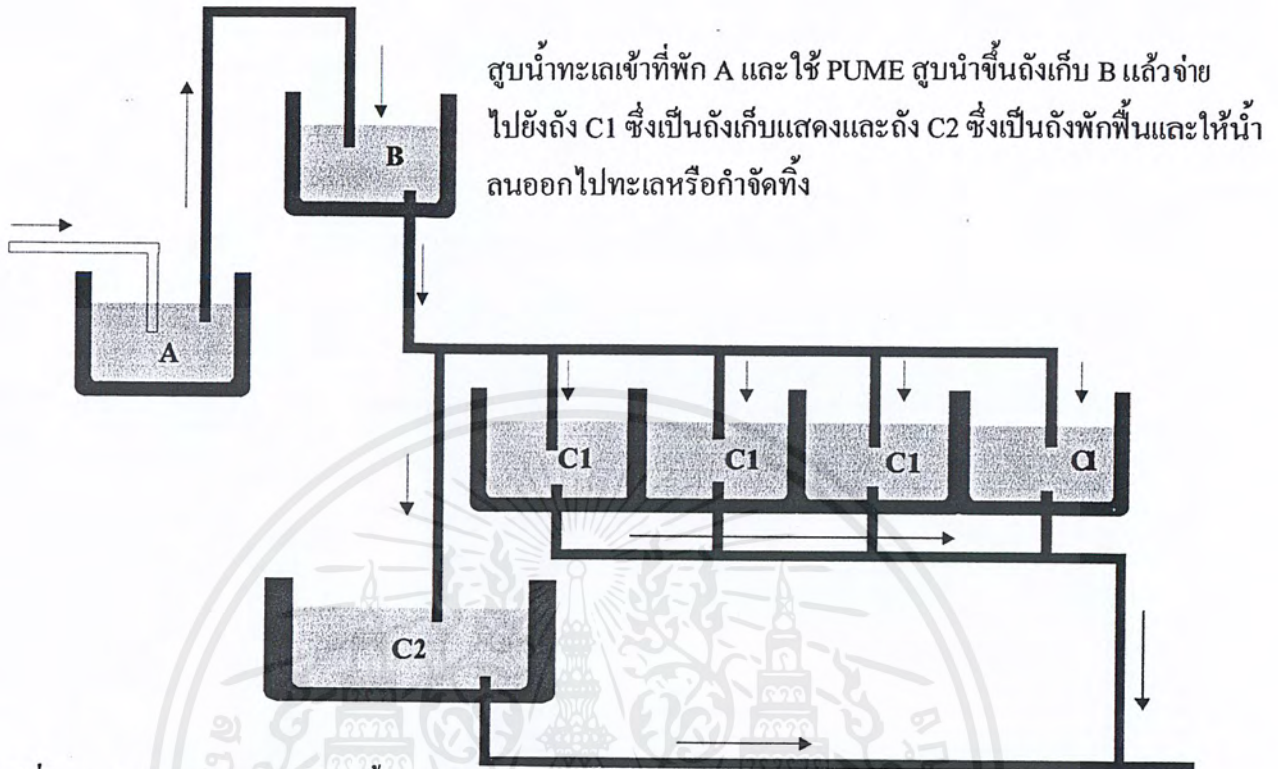 สูบน้ำทะเลเข้าที่พัก A และใช้ PUME สูบนำขึ้นถังเก็บ B แล้วจ่าย
ไปยังถัง C1 ซึ่งเป็นถังเก็บแสดงและถัง C2 ซึ่งเป็นถังพักฟื้นและให้น้ำ
ลนออกไปทะเลหรือกำจัดทิ้ง
B
A
C1 C1 C1 C1
C2